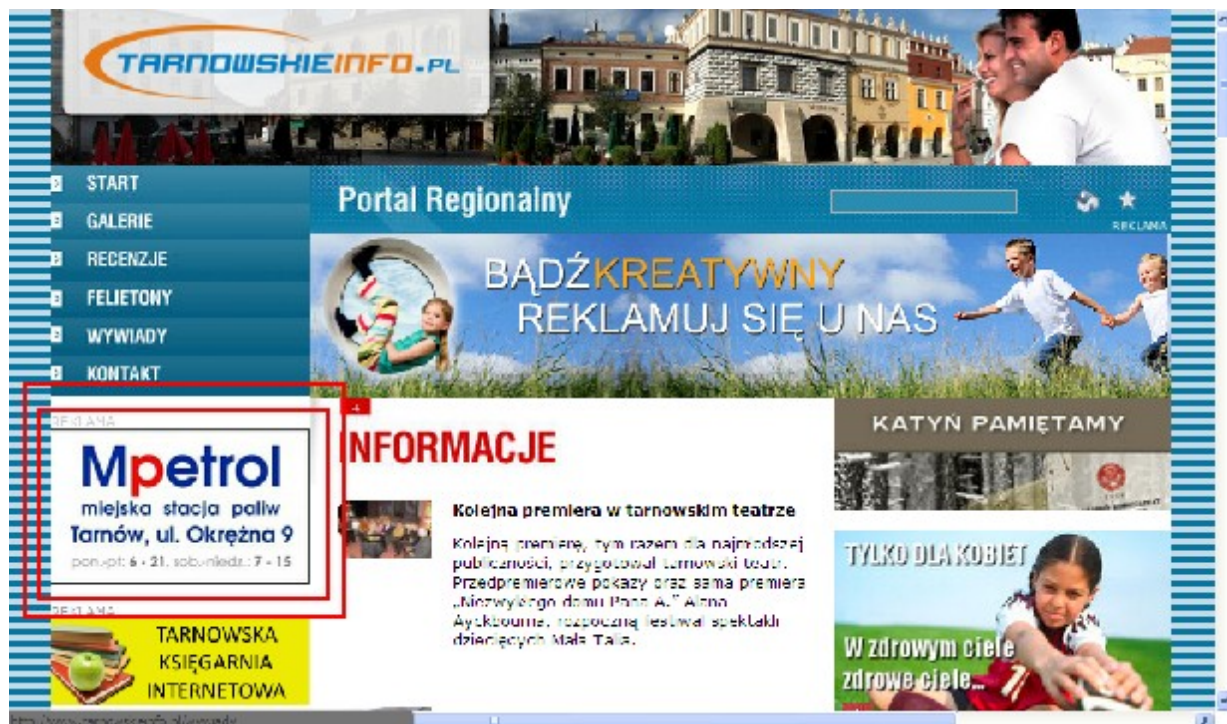 TARNOWSKIEINFO.PL
START
GALERIE
RECENZJE
FELIETONY
WYWIADY
KONTAKT
Portal Regionalny
REKLAMA
BĄDŹ KREATYWNY
REKLAMUJ SIĘ U NAS
REKLAMA
Mpetrol
miejska stacja paliw
Tarnów, ul. Okrężna 9
pon.-pt: 6 - 21, sob.-niedz.: 7 - 15
REKLAMA
TARNOWSKA
KSIĘGARNIA
INTERNETOWA
INFORMACJE
Kolejna premiera w tarnowskim teatrze
Kolejną premierę, tym razem dla najmłodszej
publiczności, przygotował tarnowski teatr.
Przedpremierowe pokazy oraz sama premiera
„Niezwykłego domu Pana A.” Alana
Ayckbourna, rozpoczną festiwal spektakli
dziecięcych Mała Talia.
KATYŃ PAMIĘTAMY
TYLKO DLA KOBIET
W zdrowym ciele
zdrowe ciele...